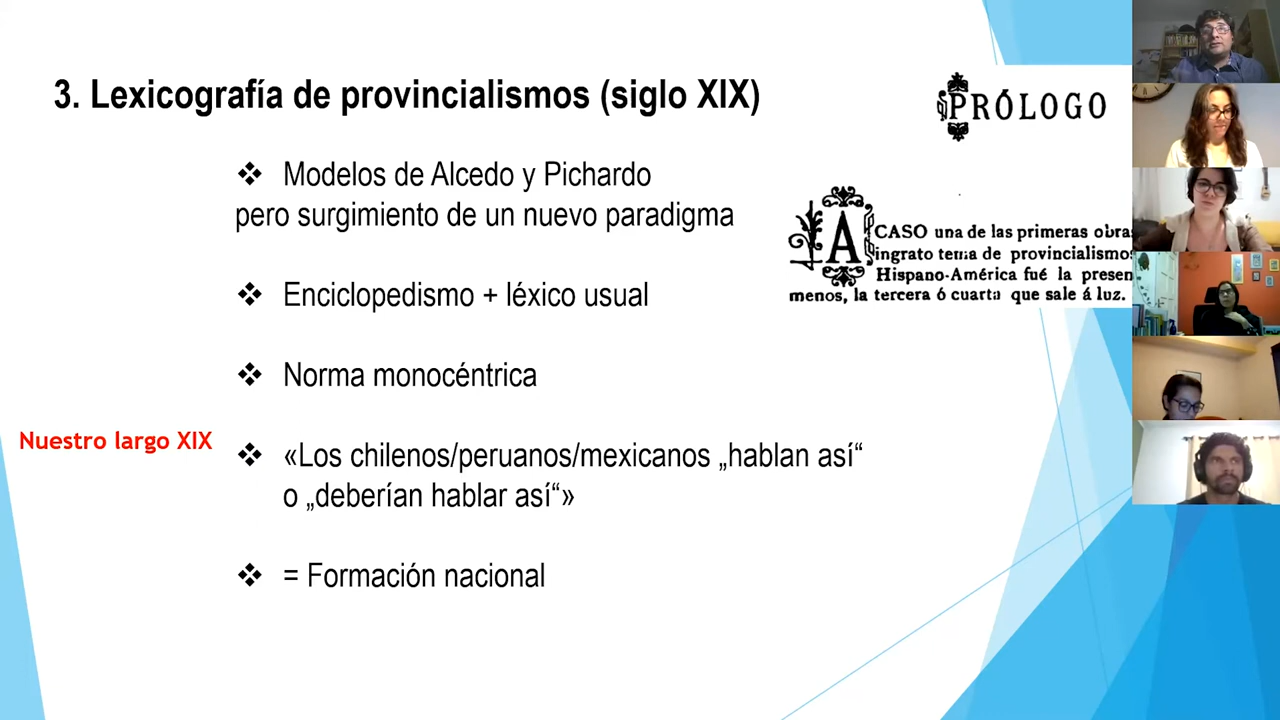 3. Lexicografía de provincialismos (siglo XIX)
❖ Modelos de Alcedo y Pichardo
pero surgimiento de un nuevo paradigma
❖ Enciclopedismo + léxico usual
❖ Norma monocéntrica
Nuestro largo XIX
❖ «Los chilenos/peruanos/mexicanos „hablan así“
o „deberían hablar así“»
❖ = Formación nacional
PRÓLOGO
ACASO una de las primeras obras
ingrato tema de provincialismos
Hispano-América fué la presen
menos, la tercera ó cuarta que sale á luz.